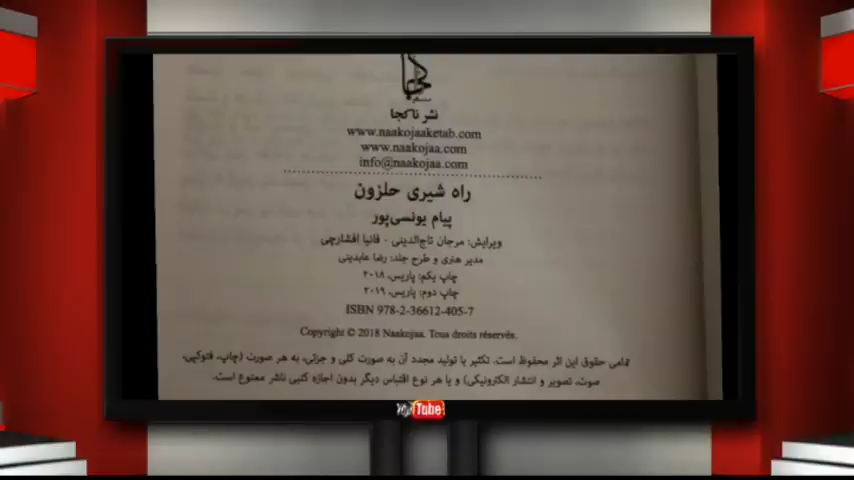 نشر ناکجا
www.naakojaaketab.com
www.naakojaa.com
info@naakojaa.com
راه شیری حلزون
پیام یونسی‌پور
ویرایش: مرجان تاج‌الدینی - فانیا افشارچی
مدیر هنری و طرح جلد: رضا عابدینی
چاپ یکم: پاریس، ۲۰۱۸
چاپ دوم: پاریس، ۲۰۱۹
ISBN 978-2-36612-405-7
Copyright © 2018 Naakojaa. Tous droits réservés.
تمامی حقوق این اثر محفوظ است. تکثیر یا تولید مجدد آن به صورت کلی و جزئی، به هر صورت (چاپ، فتوکپی،
صوت، تصویر و انتشار الکترونیکی) و یا هر نوع اقتباس دیگر بدون اجازه کتبی ناشر ممنوع است.
YouTube